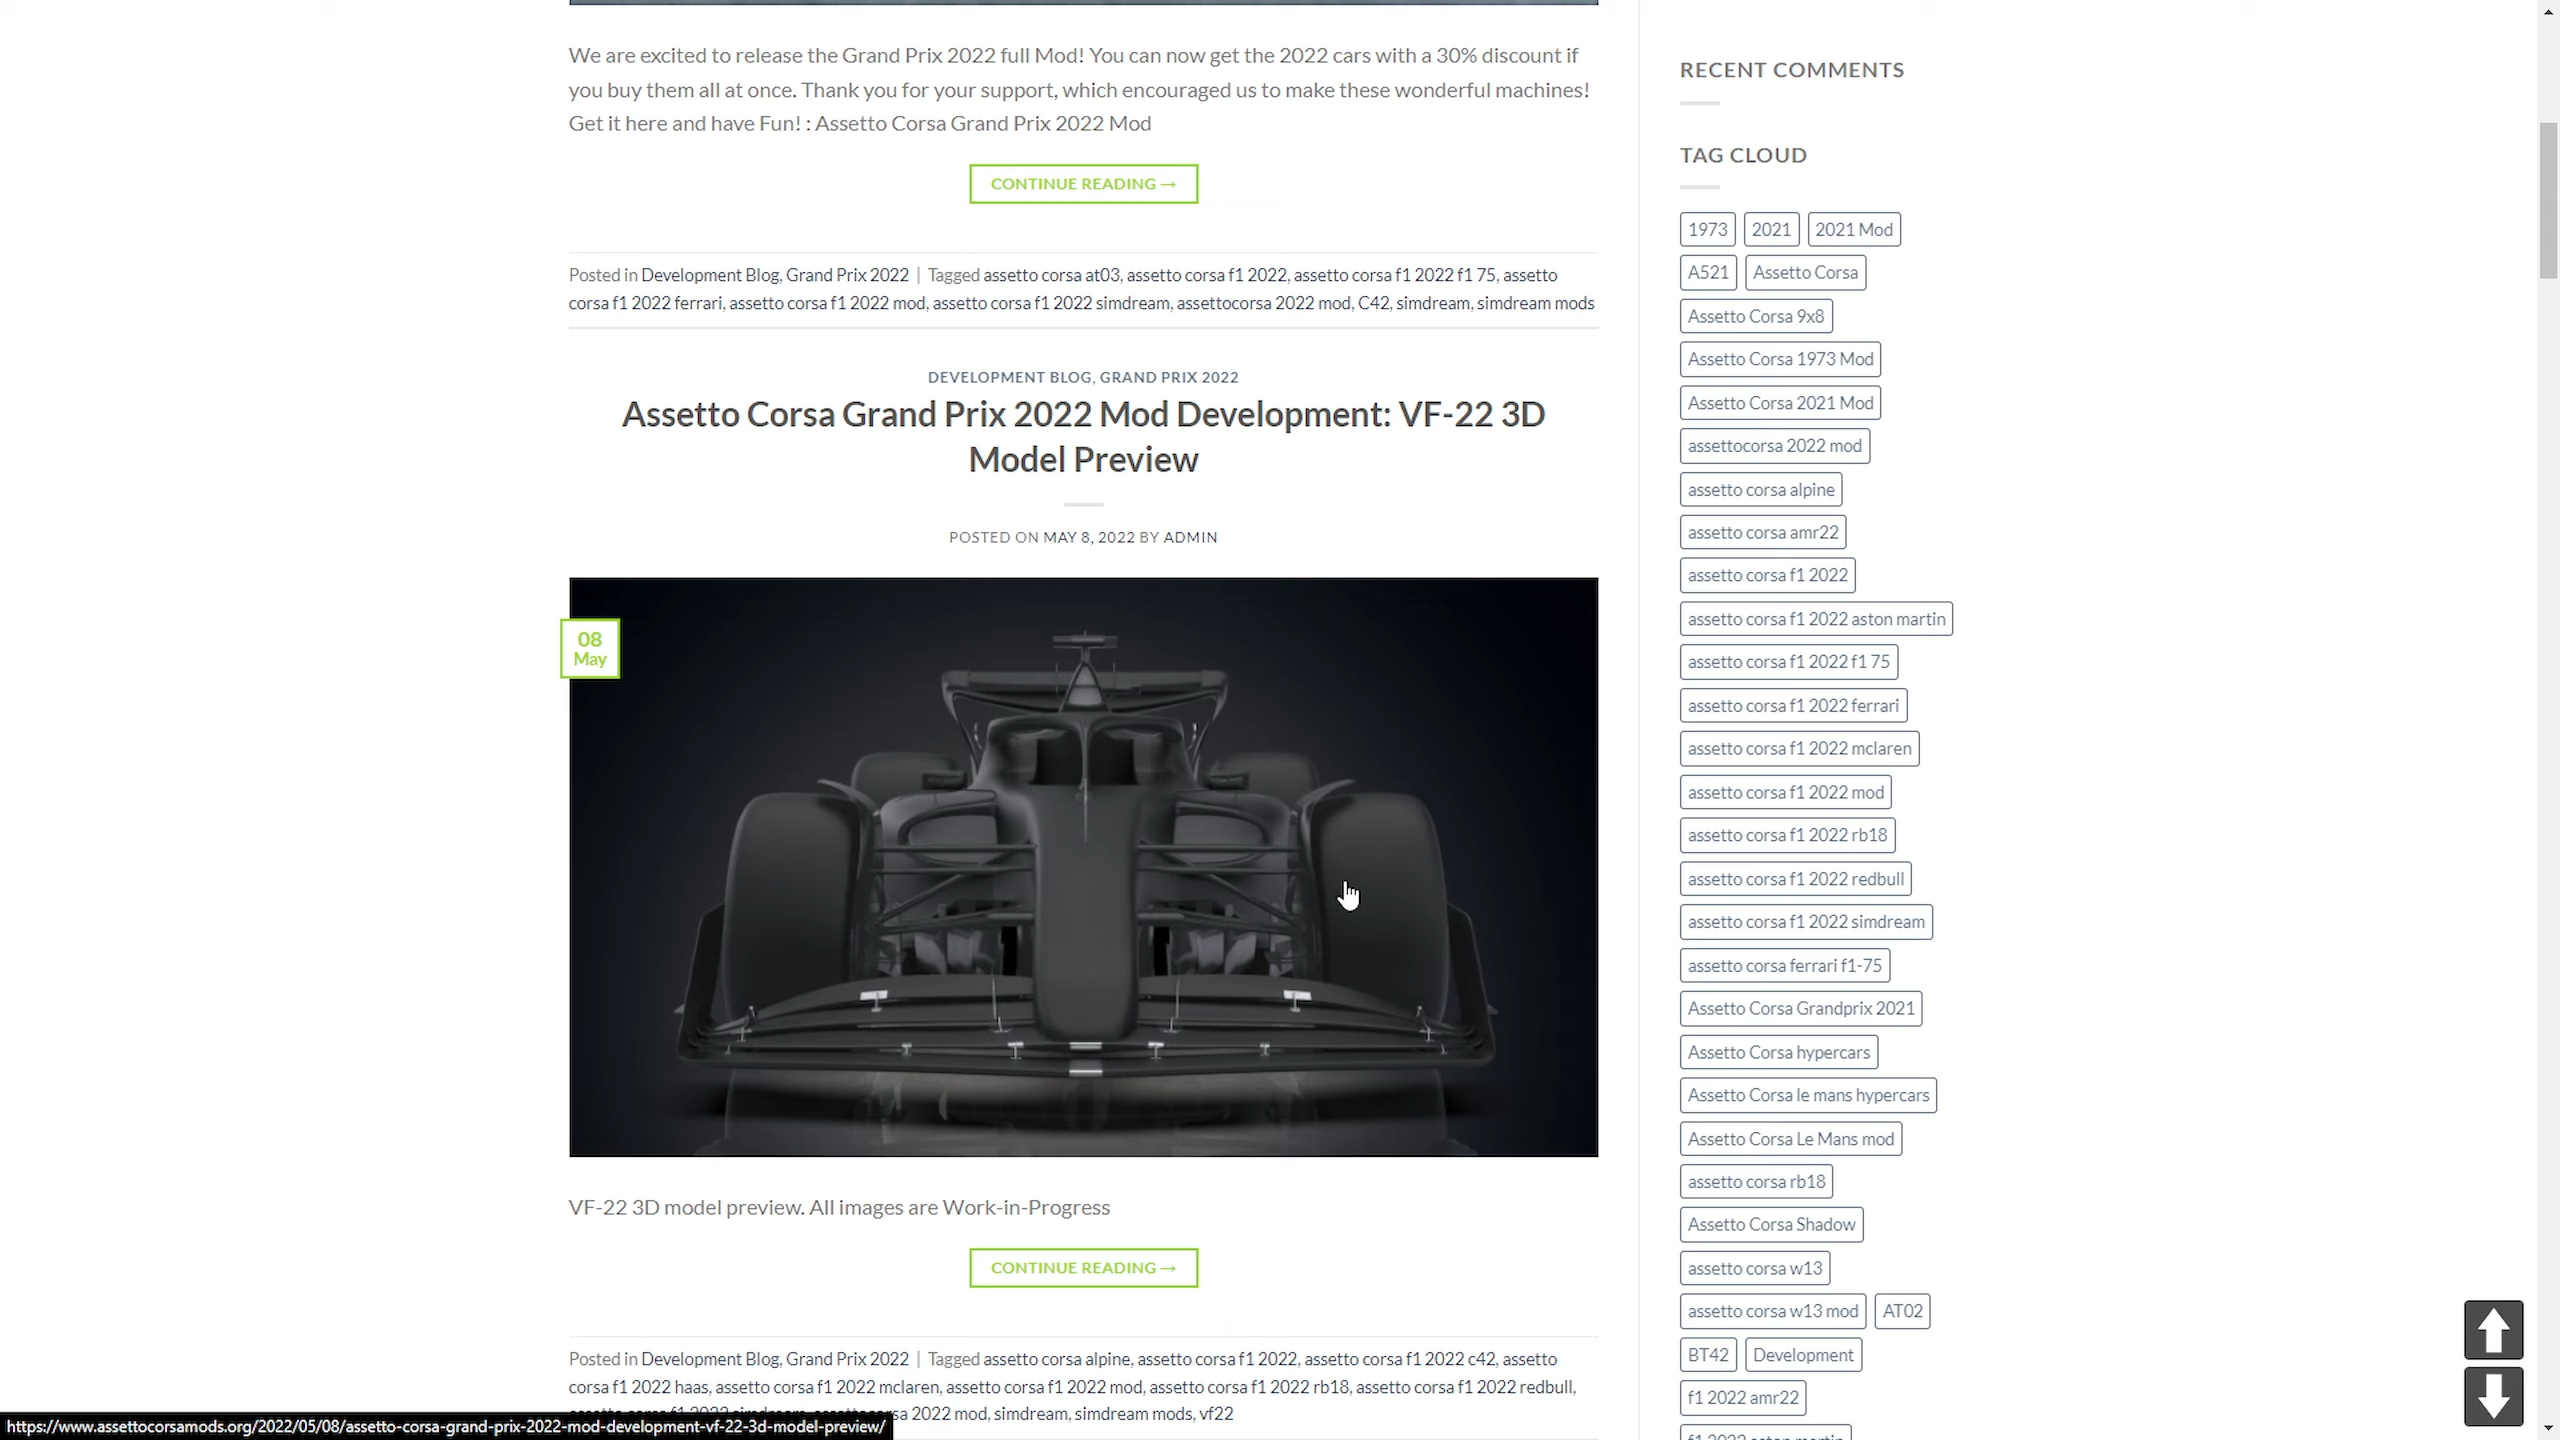 We are excited to release the Grand Prix 2022 full Mod! You can now get the 2022 cars with a 30% discount if
you buy them all at once. Thank you for your support, which encouraged us to make these wonderful machines!
Get it here and have Fun! : Assetto Corsa Grand Prix 2022 Mod
CONTINUE READING →
Posted in Development Blog, Grand Prix 2022 | Tagged assetto corsa at03, assetto corsa f1 2022, assetto corsa f1 2022 f1 75, assetto
corsa f1 2022 ferrari, assetto corsa f1 2022 mod, assetto corsa f1 2022 simdream, assettocorsa 2022 mod, C42, simdream, simdream mods
DEVELOPMENT BLOG, GRAND PRIX 2022
Assetto Corsa Grand Prix 2022 Mod Development: VF-22 3D
Model Preview
POSTED ON MAY 8, 2022 BY ADMIN
08
May
VF-22 3D model preview. All images are Work-in-Progress
CONTINUE READING →
Posted in Development Blog, Grand Prix 2022 | Tagged assetto corsa alpine, assetto corsa f1 2022, assetto corsa f1 2022 c42, assetto
corsa f1 2022 haas, assetto corsa f1 2022 mclaren, assetto corsa f1 2022 mod, assetto corsa f1 2022 rb18, assetto corsa f1 2022 redbull,
2022 mod, simdream, simdream mods, vf22
https://www.assettocorsamods.org/2022/05/08/assetto-corsa-grand-prix-2022-mod-development-vf-22-3d-model-preview/
RECENT COMMENTS
TAG CLOUD
1973 2021 2021 Mod
A521 Assetto Corsa
Assetto Corsa 9x8
Assetto Corsa 1973 Mod
Assetto Corsa 2021 Mod
assettocorsa 2022 mod
assetto corsa alpine
assetto corsa amr22
assetto corsa f1 2022
assetto corsa f1 2022 aston martin
assetto corsa f1 2022 f1 75
assetto corsa f1 2022 ferrari
assetto corsa f1 2022 mclaren
assetto corsa f1 2022 mod
assetto corsa f1 2022 rb18
assetto corsa f1 2022 redbull
assetto corsa f1 2022 simdream
assetto corsa ferrari f1-75
Assetto Corsa Grandprix 2021
Assetto Corsa hypercars
Assetto Corsa le mans hypercars
Assetto Corsa Le Mans mod
assetto corsa rb18
Assetto Corsa Shadow
assetto corsa w13
assetto corsa w13 mod AT02
BT42 Development
f1 2022 amr22